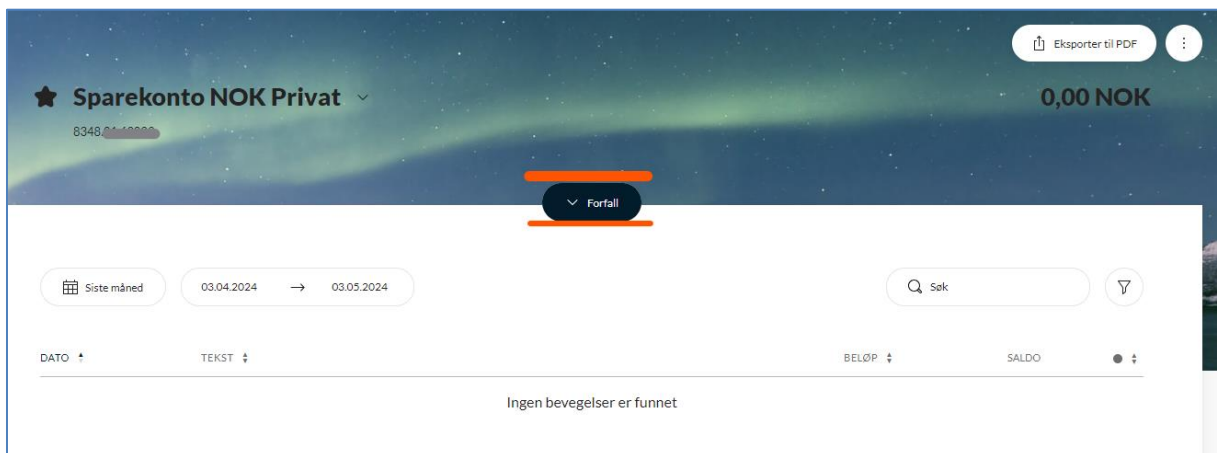 Eksporter til PDF
Sparekonto NOK Privat
0,00 NOK
8348.
Forfall
Siste måned 03.04.2024 → 03.05.2024 Søk
DATO TEKST BELØP SALDO
Ingen bevegelser er funnet